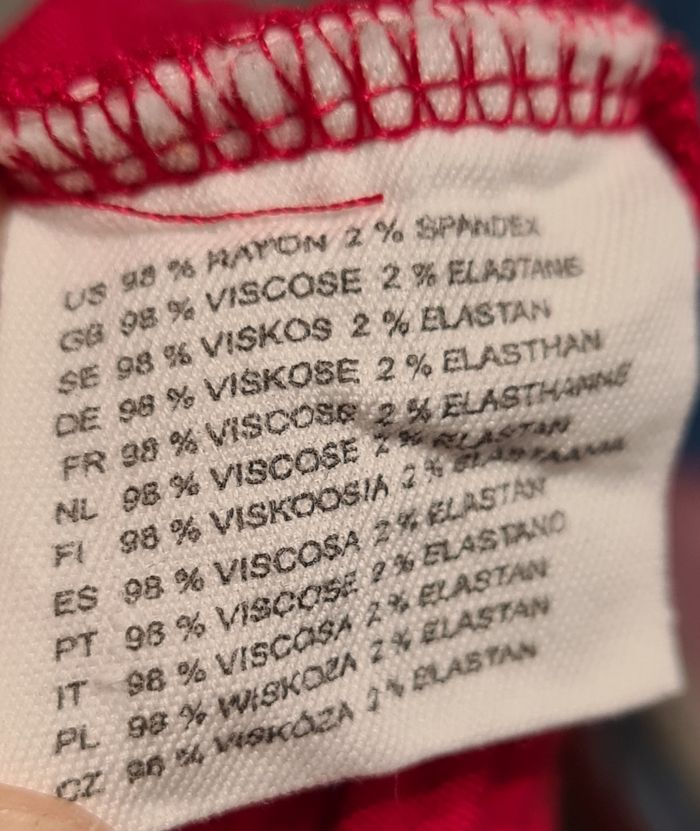 US 98 % RAYON 2 % SPANDEX
GB 98 % VISCOSE 2 % ELASTANE
SE 98 % VISKOS 2 % ELASTAN
DE 98 % VISKOSE 2 % ELASTHAN
FR 98 % VISCOSE 2 % ELASTHANNE
NL 98 % VISCOSE 2 % ELASTAN
FI 98 % VISKOOSIA 2 % ELASTAANIA
ES 98 % VISCOSA 2 % ELASTAN
PT 98 % VISCOSE 2 % ELASTANO
IT 98 % VISCOSA 2 % ELASTAN
PL 98 % WISKOZA 2 % ELASTAN
CZ 98 % VISKÓZA 2 % ELASTAN